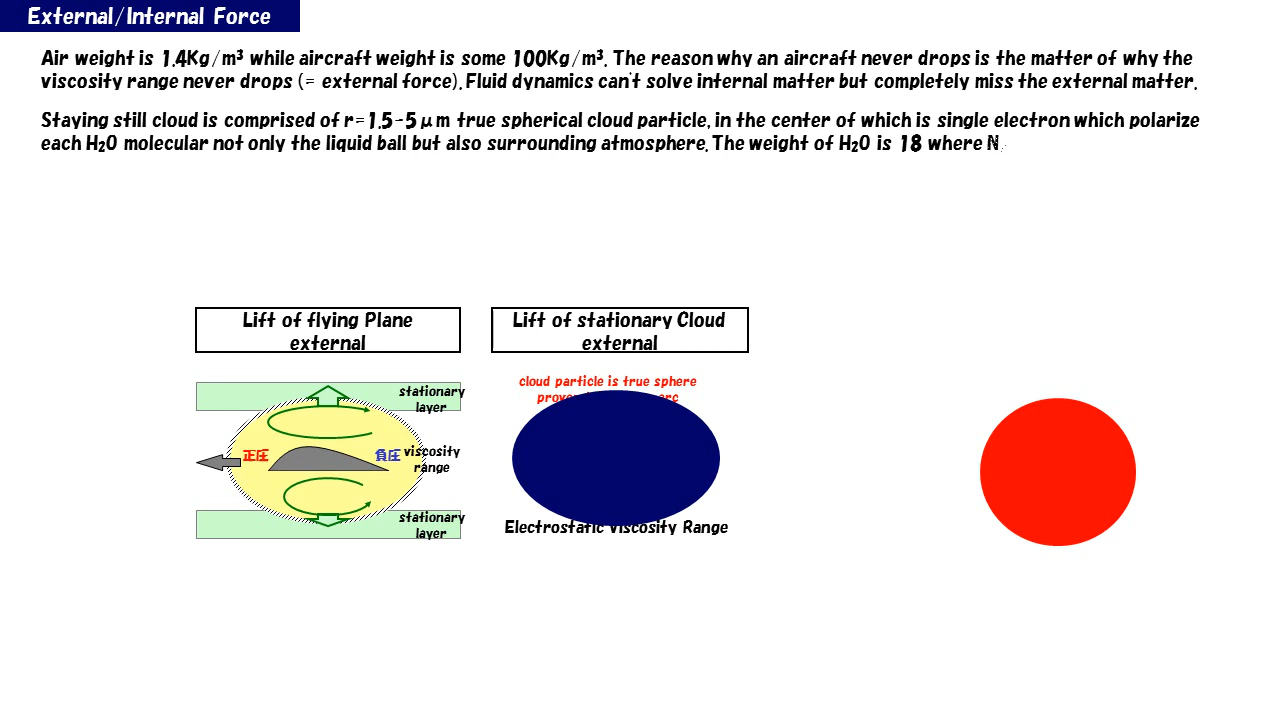 External/Internal Force
Air weight is 1.4Kg/m³ while aircraft weight is some 100Kg/m³. The reason why an aircraft never drops is the matter of why the
viscosity range never drops (= external force). Fluid dynamics can't solve internal matter but completely miss the external matter.
Staying still cloud is comprised of r=1.5-5μm true spherical cloud particle, in the center of which is single electron which polarize
each H₂O molecular not only the liquid ball but also surrounding atmosphere. The weight of H₂O is 18 where N
Lift of flying Plane
external
Lift of stationary Cloud
external
stationary
layer
正圧
負圧
viscosity
range
stationary
layer
cloud particle is true sphere
Electrostatic Viscosity Range